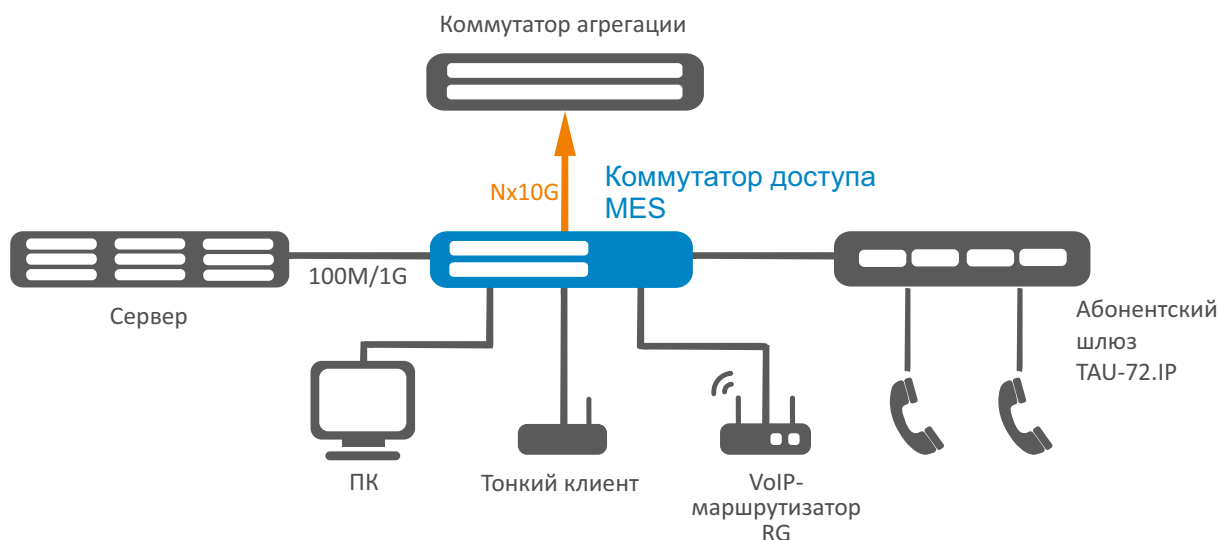 Коммутатор агрегации
Nx10G
Коммутатор доступа
MES
100M/1G
Сервер
Абонентский
шлюз
TAU-72.IP
ПК
Тонкий клиент
VoIP-
маршрутизатор
RG